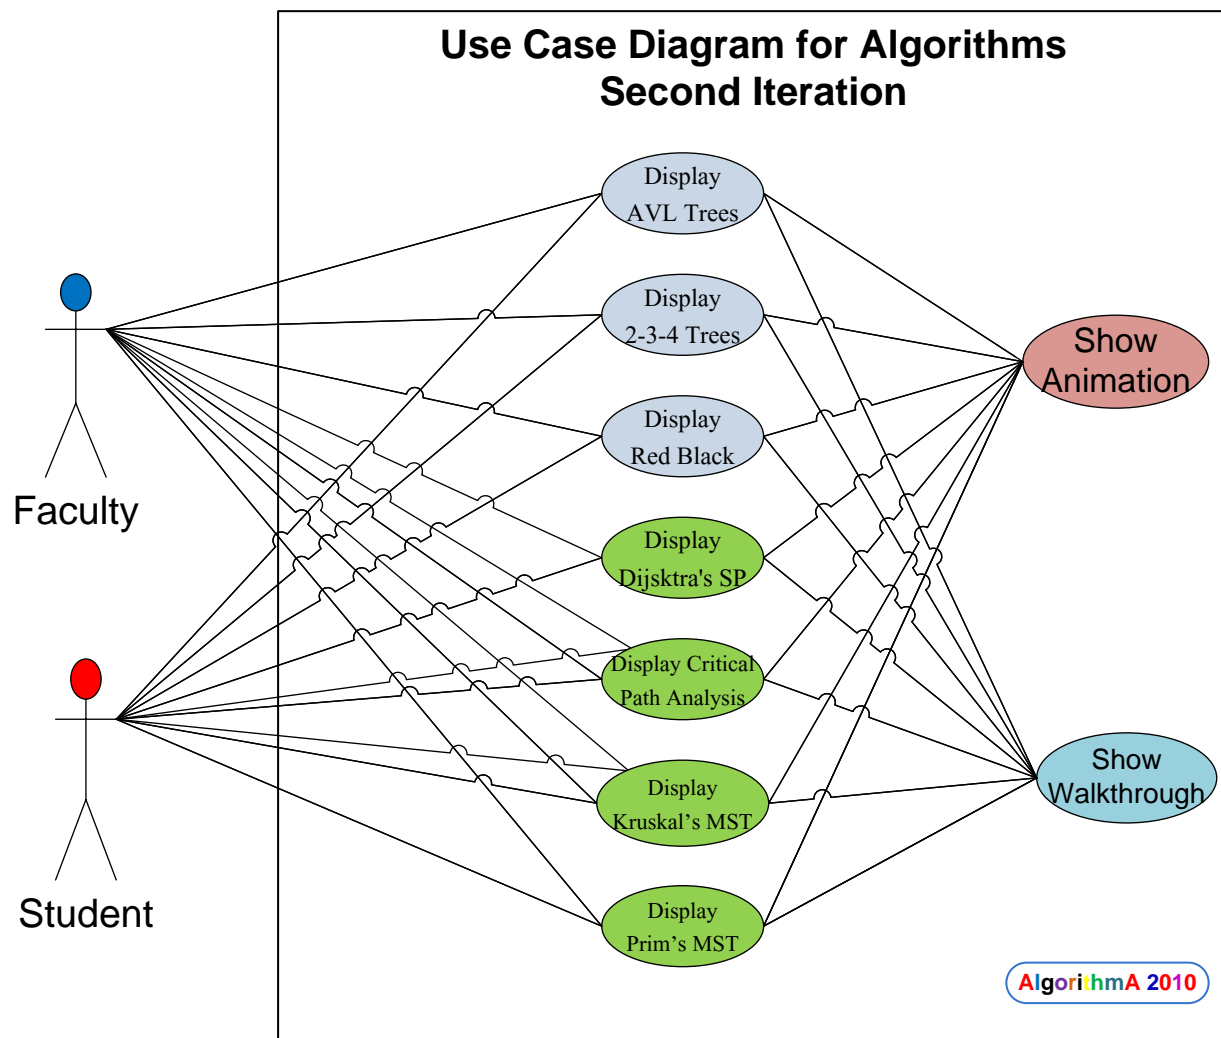 Use Case Diagram for Algorithms
Second Iteration
Display
AVL Trees
Display
2-3-4 Trees
Show
Animation
Display
Red Black
Faculty
Display
Dijsktra's SP
Display Critical
Path Analysis
Show
Walkthrough
Display
Kruskal’s MST
Student
Display
Prim’s MST
AlgorithmA 2010